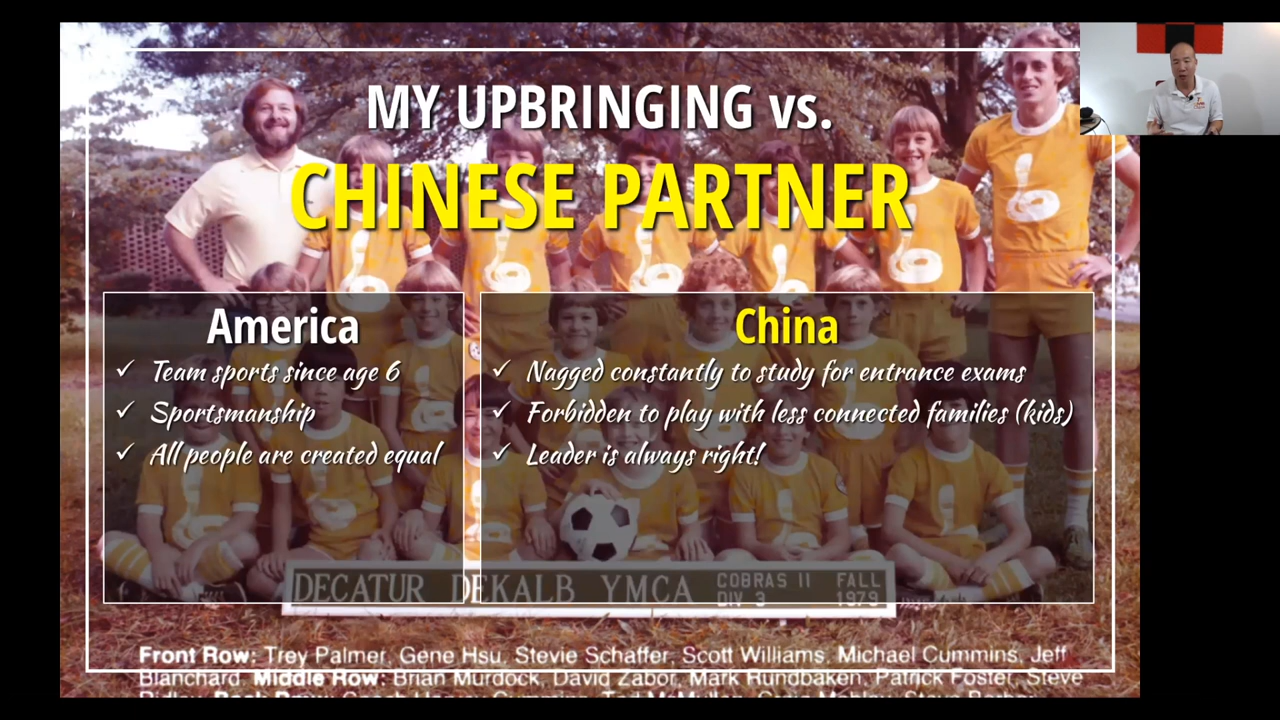 MY UPBRINGING vs.
CHINESE PARTNER
America
✓ Team sports since age 6
✓ Sportsmanship
✓ All people are created equal
China
✓ Nagged constantly to study for entrance exams
✓ Forbidden to play with less connected families (kids)
✓ Leader is always right!
DECATUR DEKALB YMCA COBRAS II FALL
DIV 3 1979
Front Row: Trey Palmer, Gene Hsu, Stevie Schaffer, Scott Williams, Michael Cummins, Jeff
Blanchard, Middle Row: Brian Murdock, David Zabor, Mark Rundbaken, Patrick Foster, Steve